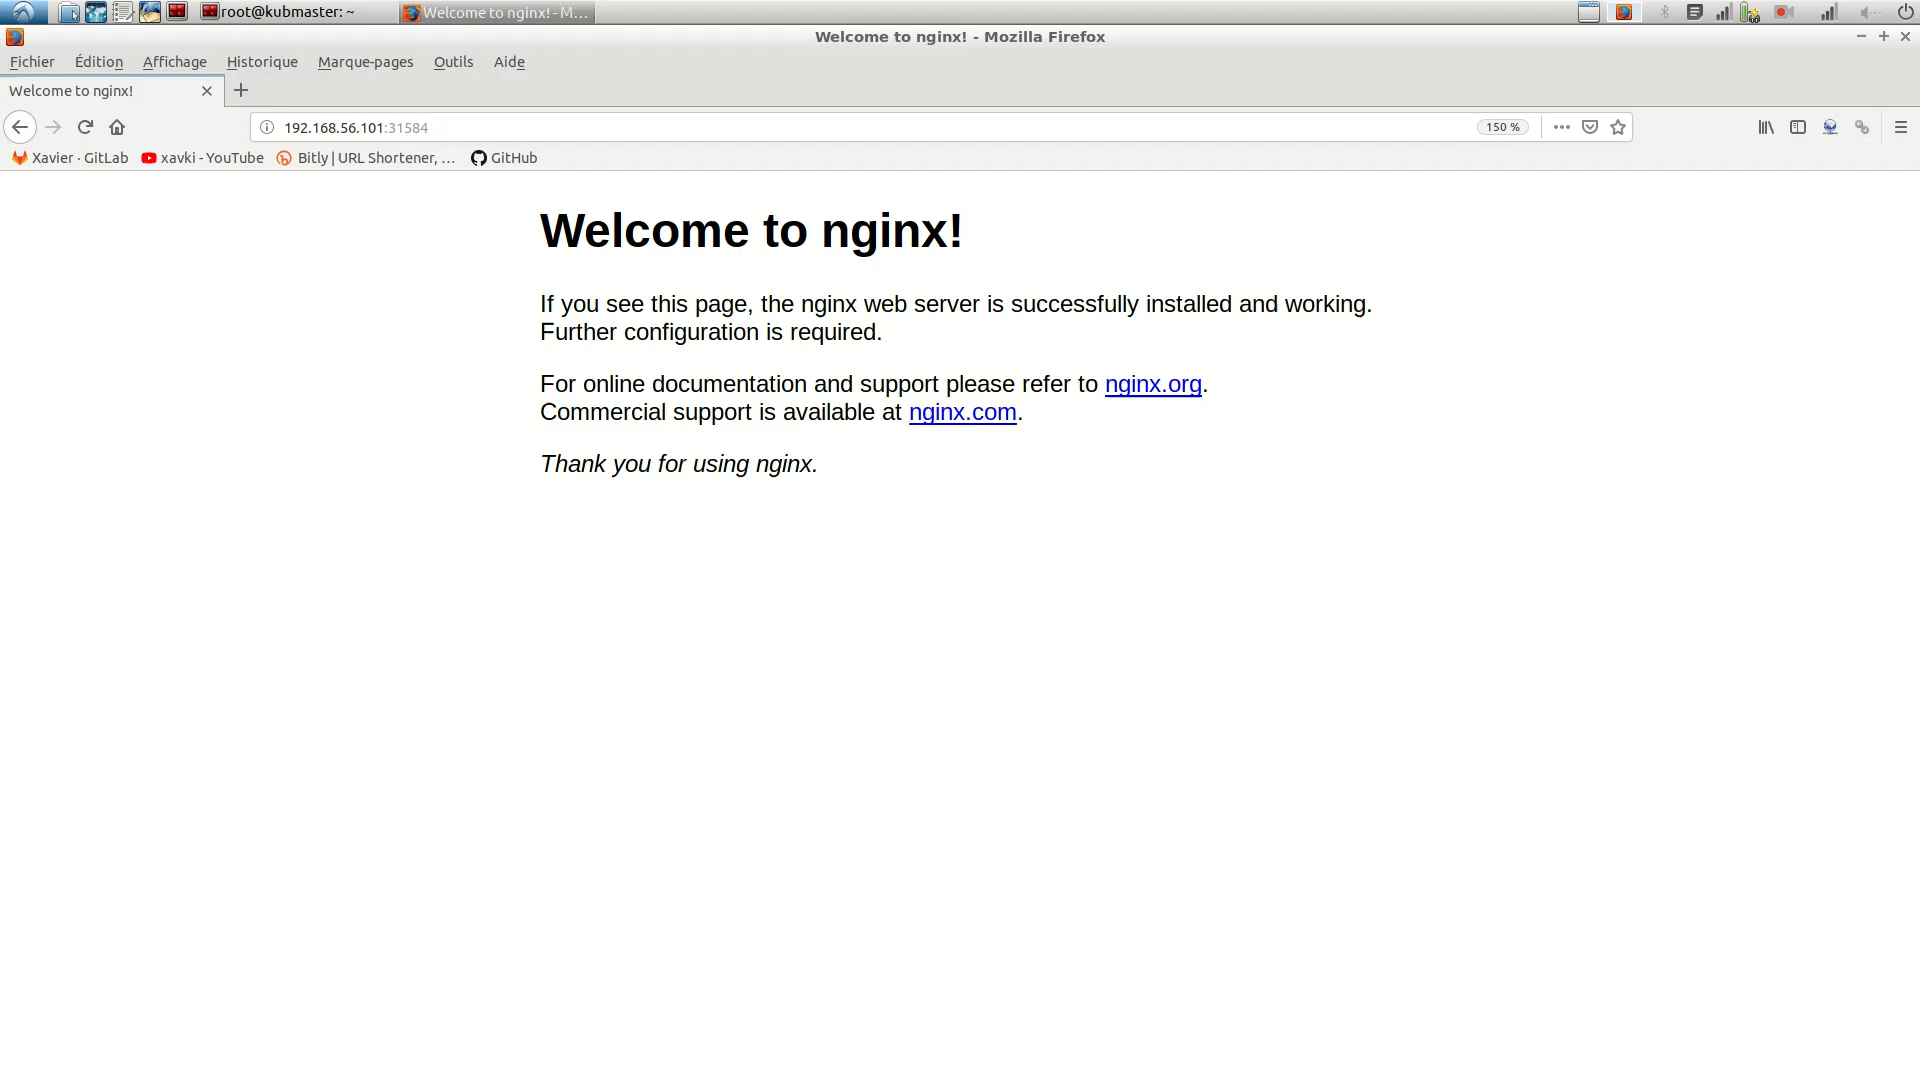 root@kubmaster: ~
Welcome to nginx! - M...
Welcome to nginx! - Mozilla Firefox
Fichier Édition Affichage Historique Marque-pages Outils Aide
Welcome to nginx!
192.168.56.101:31584
150 %
Xavier · GitLab
xavki - YouTube
Bitly | URL Shortener, ...
GitHub
Welcome to nginx!
If you see this page, the nginx web server is successfully installed and working.
Further configuration is required.
For online documentation and support please refer to nginx.org.
Commercial support is available at nginx.com.
Thank you for using nginx.